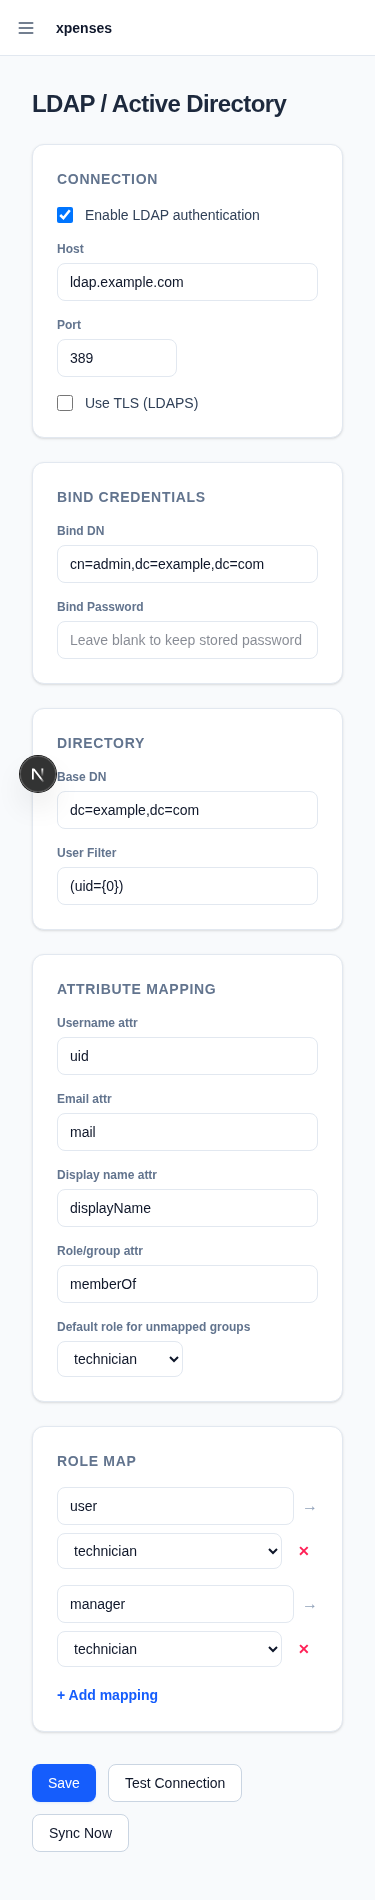 xpenses
LDAP / Active Directory
CONNECTION
Enable LDAP authentication
Host
ldap.example.com
Port
389
Use TLS (LDAPS)
BIND CREDENTIALS
Bind DN
cn=admin,dc=example,dc=com
Bind Password
Leave blank to keep stored password
DIRECTORY
N
Base DN
dc=example,dc=com
User Filter
(uid={0})
ATTRIBUTE MAPPING
Username attr
uid
Email attr
mail
Display name attr
displayName
Role/group attr
memberOf
Default role for unmapped groups
technician
ROLE MAP
user →
technician ✕
manager →
technician ✕
+ Add mapping
Save Test Connection
Sync Now